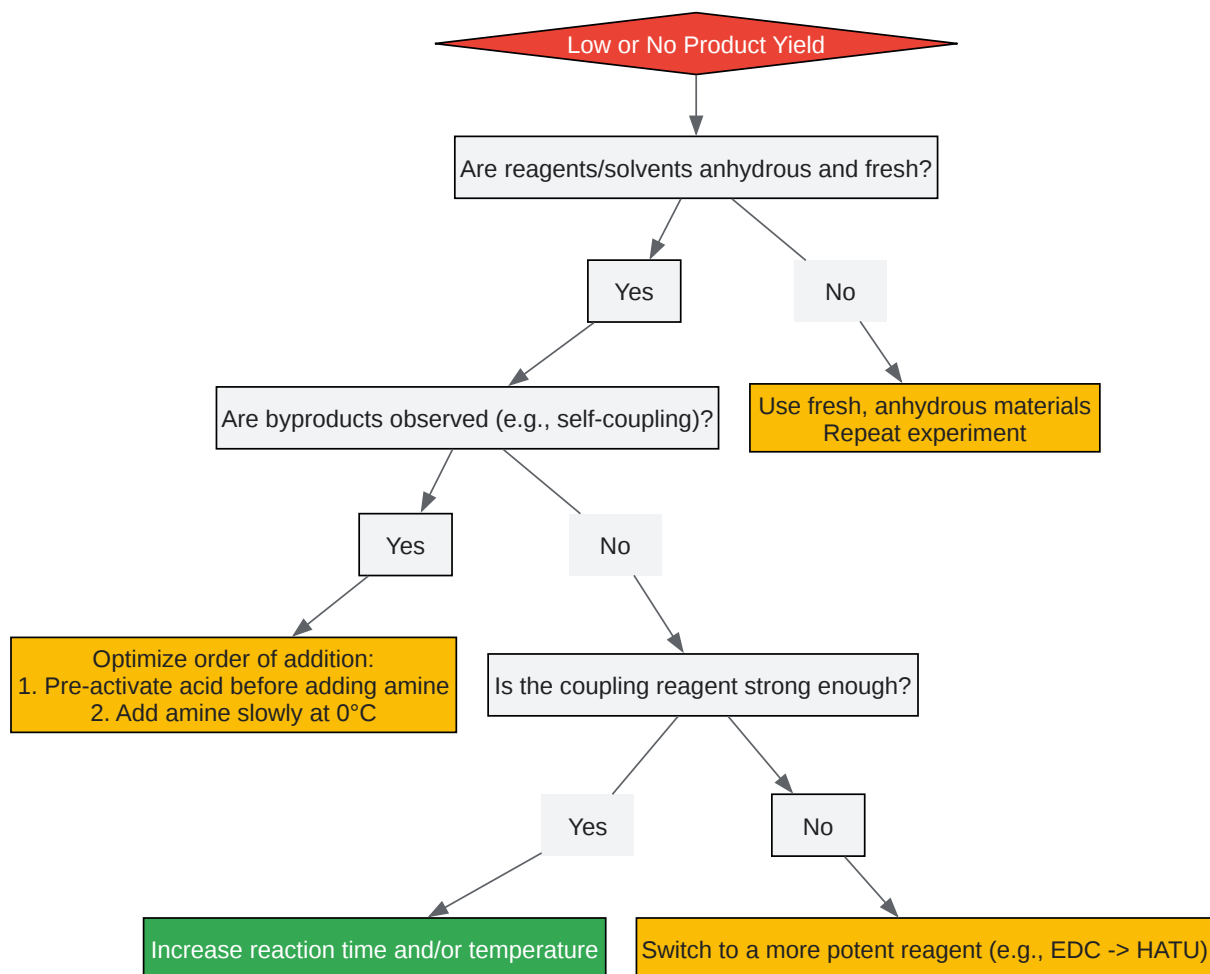 Low or No Product Yield
Are reagents/solvents anhydrous and fresh?
Yes
No
Are byproducts observed (e.g., self-coupling)?
Use fresh, anhydrous materials
Repeat experiment
Yes
No
Optimize order of addition:
1. Pre-activate acid before adding amine
2. Add amine slowly at 0°C
Is the coupling reagent strong enough?
Yes
No
Increase reaction time and/or temperature
Switch to a more potent reagent (e.g., EDC -> HATU)